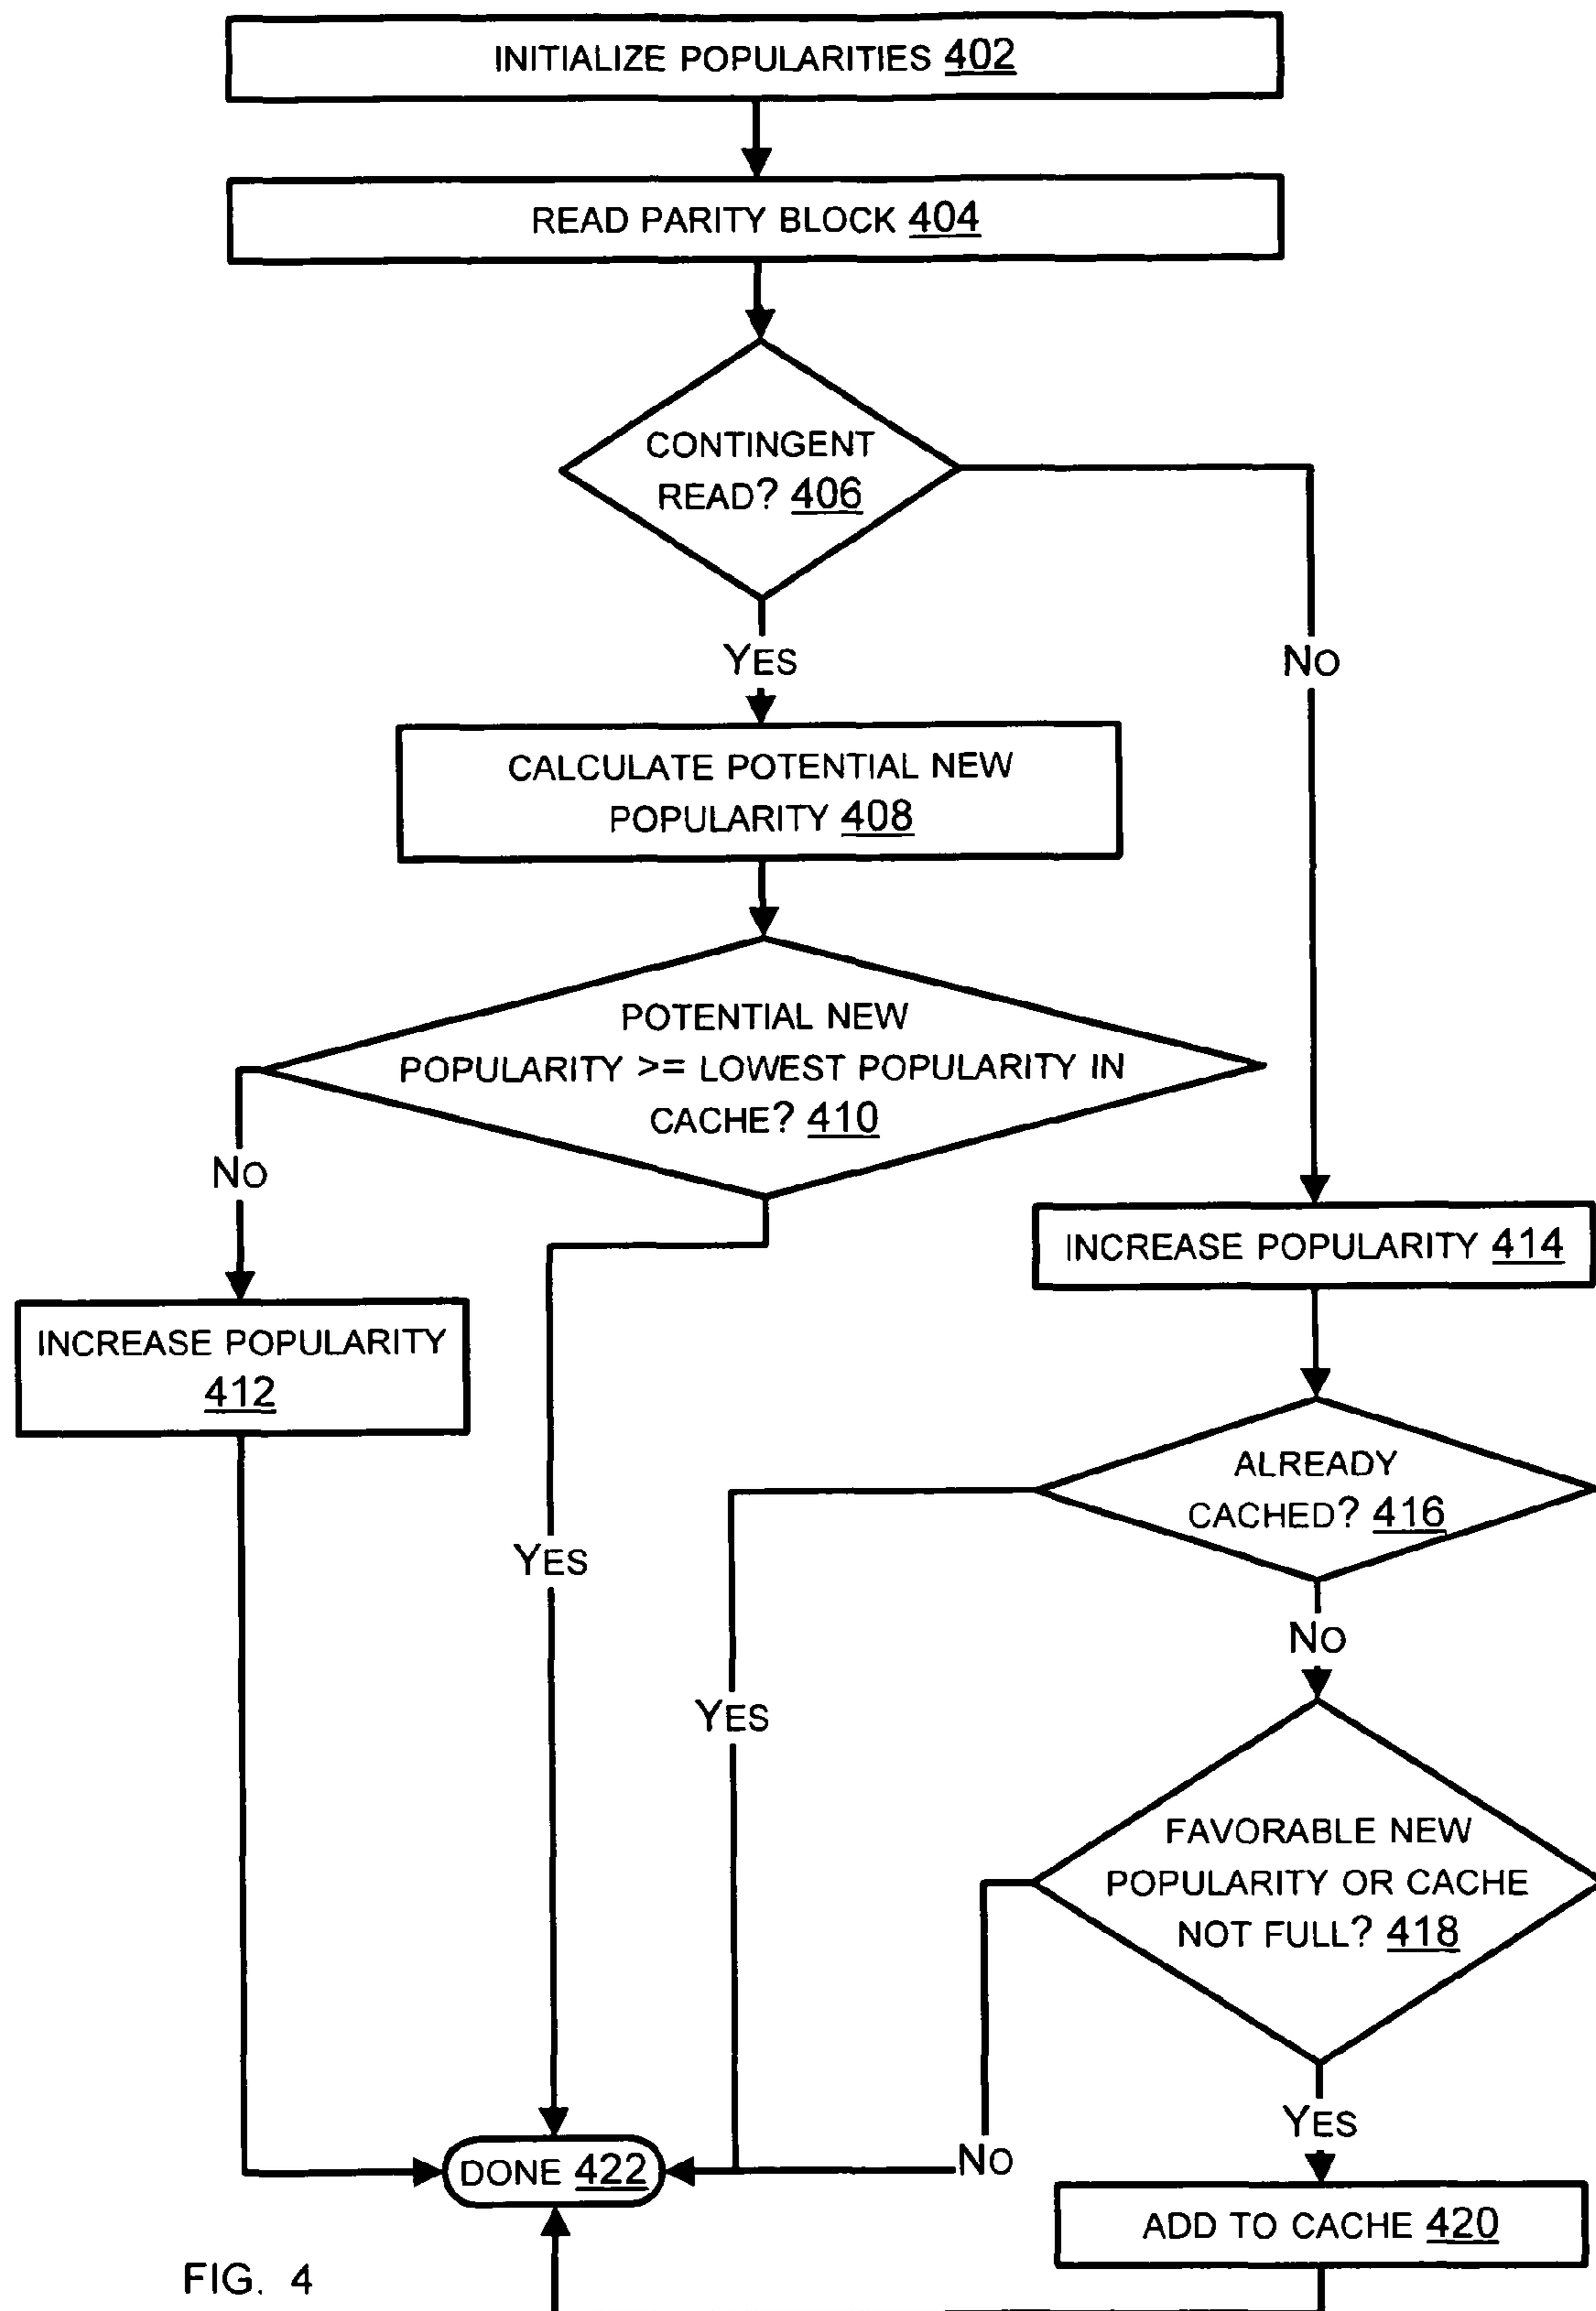 INITIALIZE POPULARITIES 402
READ PARITY BLOCK 404
CONTINGENT
READ? 406
YES
NO
CALCULATE POTENTIAL NEW
POPULARITY 408
POTENTIAL NEW
POPULARITY >= LOWEST POPULARITY IN
CACHE? 410
NO
INCREASE POPULARITY 414
INCREASE POPULARITY
412
ALREADY
CACHED? 416
YES
NO
YES
FAVORABLE NEW
POPULARITY OR CACHE
NOT FULL? 418
YES
NO
DONE 422
ADD TO CACHE 420
FIG. 4